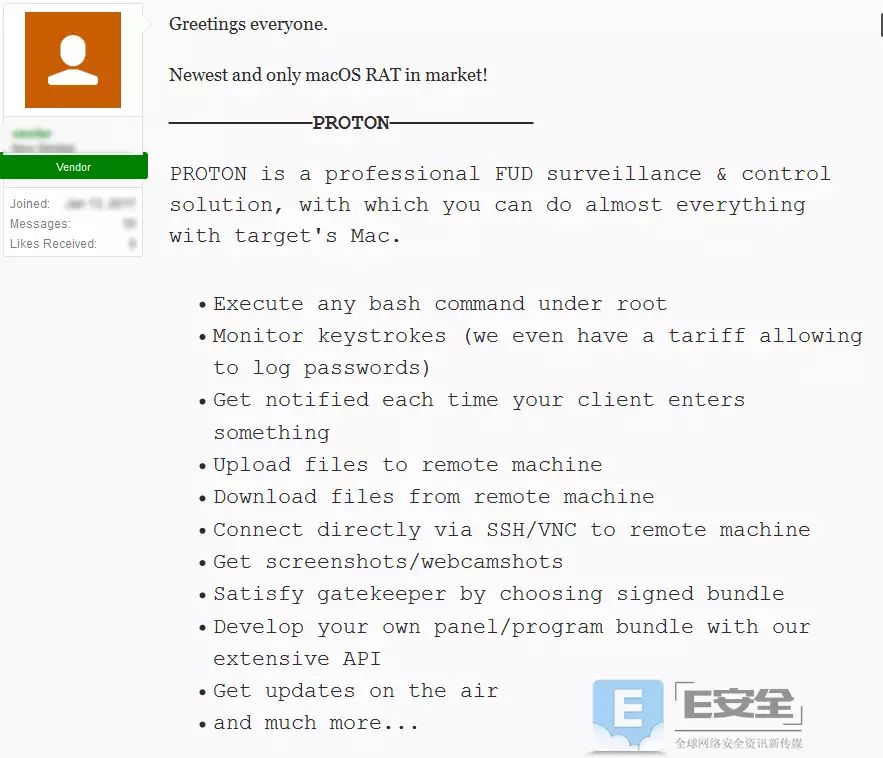 Greetings everyone.
Newest and only macOS RAT in market!
PROTON
Vendor
PROTON is a professional FUD surveillance & control
solution, with which you can do almost everything
with target's Mac.
Joined:
Messages:
Likes Received:
• Execute any bash command under root
• Monitor keystrokes (we even have a tariff allowing
to log passwords)
• Get notified each time your client enters
something
• Upload files to remote machine
• Download files from remote machine
• Connect directly via SSH/VNC to remote machine
• Get screenshots/webcamshots
• Satisfy gatekeeper by choosing signed bundle
• Develop your own panel/program bundle with our
extensive API
• Get updates on the air
• and much more...
E
E安全
全球网络安全资讯新传媒